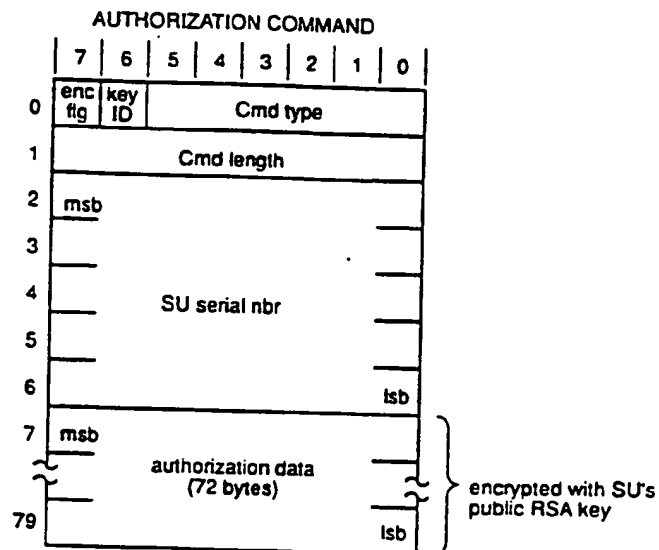 AUTHORIZATION COMMAND
7 6 5 4 3 2 1 0
0 enc flg key ID Cmd type
1 Cmd length
2 msb
3
4 SU serial nbr
5
6 lsb
7 msb
authorization data
(72 bytes)
encrypted with SU's
public RSA key
79 lsb